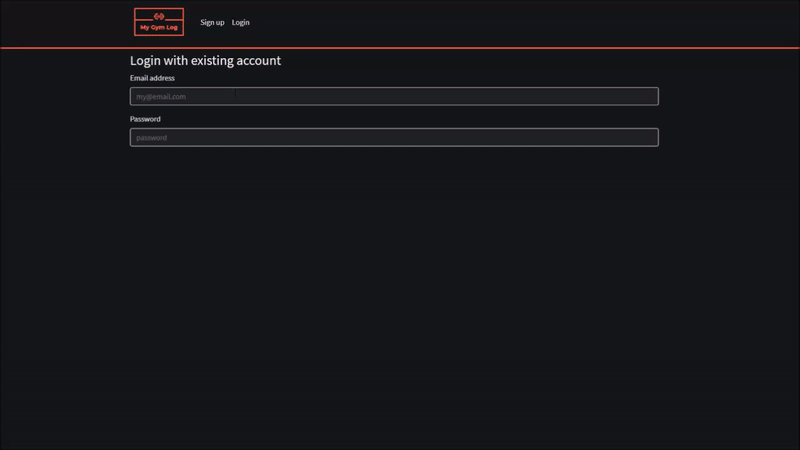 My Gym Log
Sign up Login
Login with existing account
Email address
my@email.com
Password
password